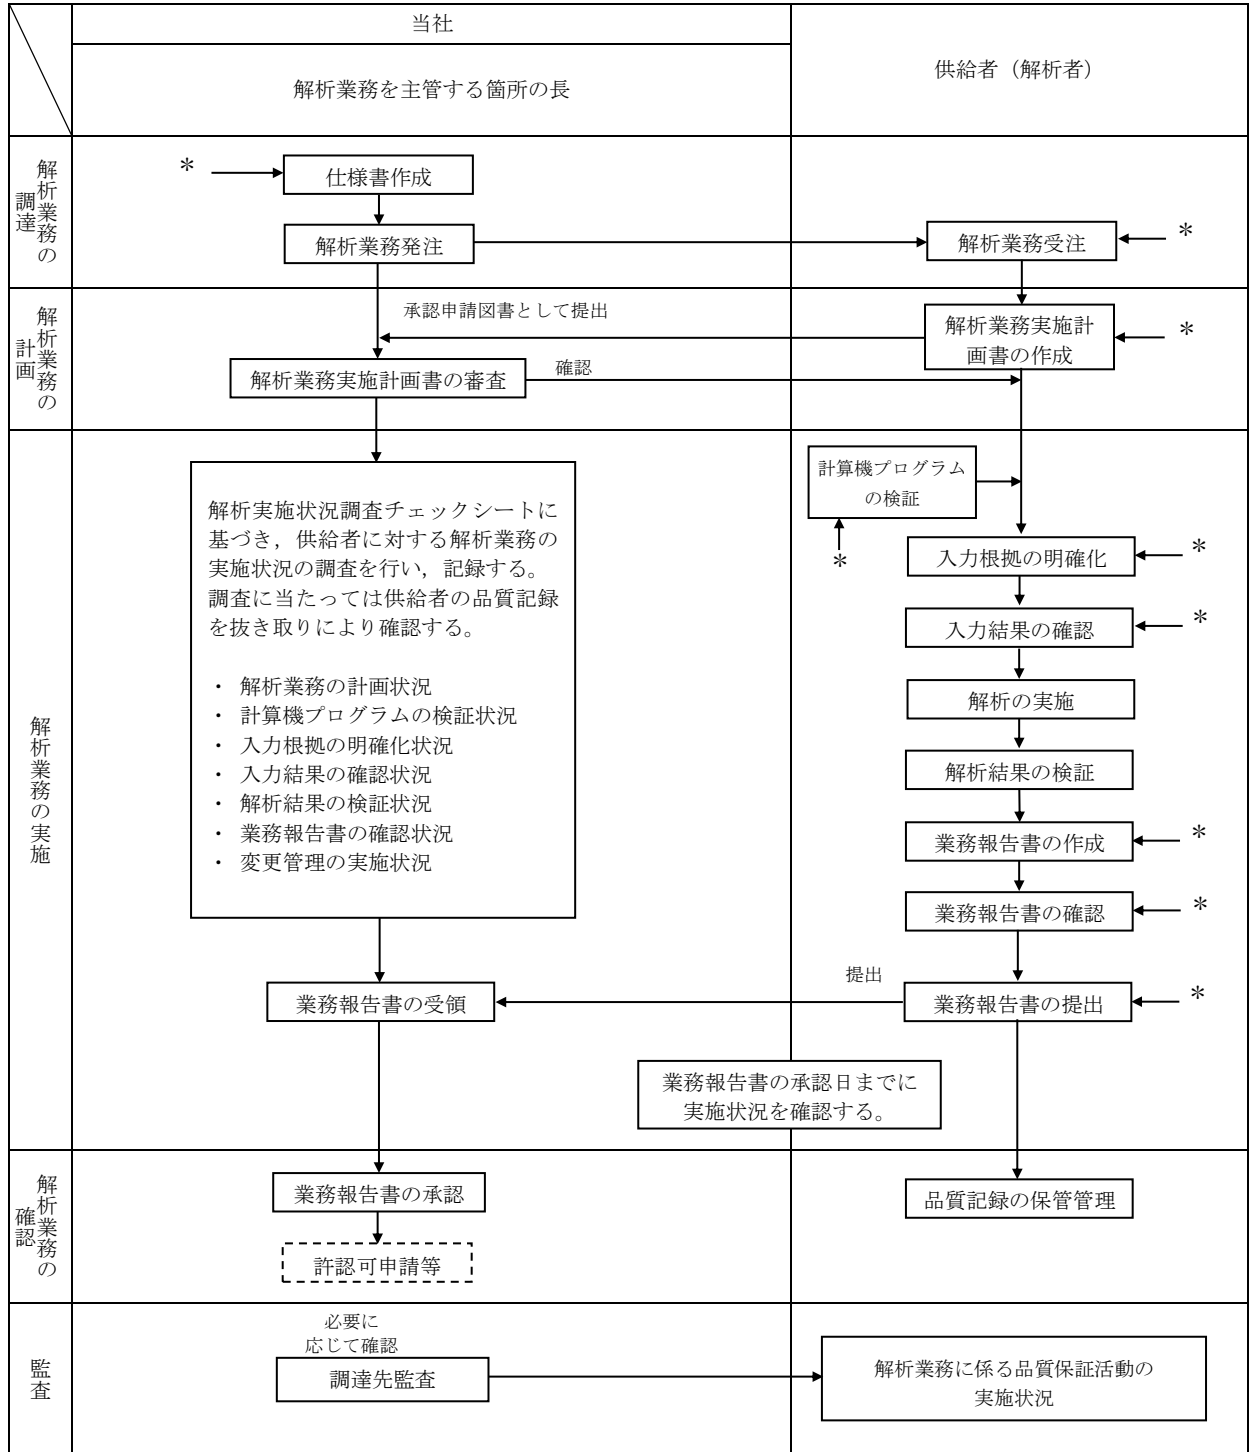 当社
解析業務を主管する箇所の長
供給者（解析者）
解析業務の
調達
＊
仕様書作成
解析業務発注
解析業務受注
＊
解析業務の
計画
承認申請図書として提出
解析業務実施計
画書の作成
＊
解析業務実施計画書の審査
確認
解析業務の実施
解析実施状況調査チェックシートに
基づき，供給者に対する解析業務の
実施状況の調査を行い，記録する。
調査に当たっては供給者の品質記録
を抜き取りにより確認する。
・ 解析業務の計画状況
・ 計算機プログラムの検証状況
・ 入力根拠の明確化状況
・ 入力結果の確認状況
・ 解析結果の検証状況
・ 業務報告書の確認状況
・ 変更管理の実施状況
計算機プログラム
の検証
＊
入力根拠の明確化
＊
入力結果の確認
＊
解析の実施
解析結果の検証
業務報告書の作成
＊
業務報告書の確認
＊
業務報告書の受領
提出
業務報告書の提出
＊
業務報告書の承認日までに
実施状況を確認する。
解析業務の
確認
業務報告書の承認
許認可申請等
品質記録の保管管理
監査
必要に
応じて確認
調達先監査
解析業務に係る品質保証活動の
実施状況